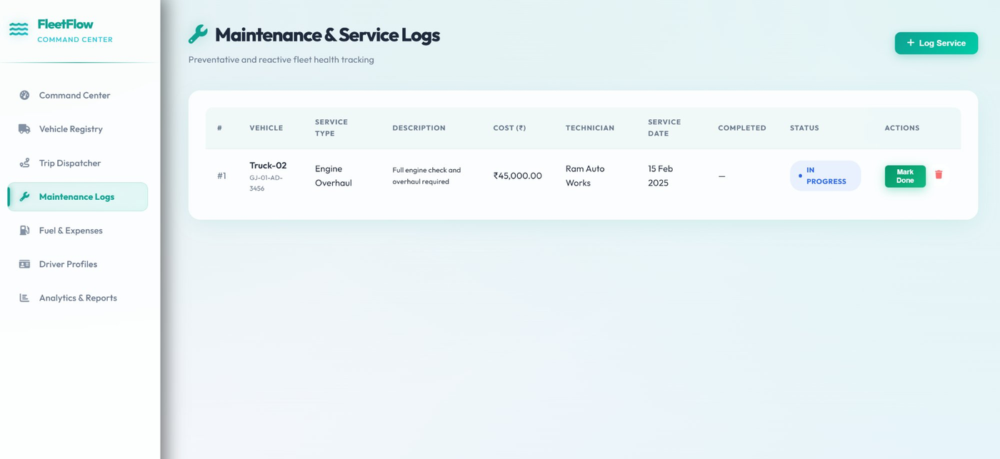 FleetFlow
COMMAND CENTER
Command Center
Vehicle Registry
Trip Dispatcher
Maintenance Logs
Fuel & Expenses
Driver Profiles
Analytics & Reports
Maintenance & Service Logs
Preventative and reactive fleet health tracking
+ Log Service
# VEHICLE SERVICE TYPE DESCRIPTION COST (₹) TECHNICIAN SERVICE DATE COMPLETED STATUS ACTIONS
#1
Truck-02
GJ-01-AD-
3456
Engine
Overhaul
Full engine check and
overhaul required
₹45,000.00
Ram Auto
Works
15 Feb
2025
—
IN
PROGRESS
Mark
Done